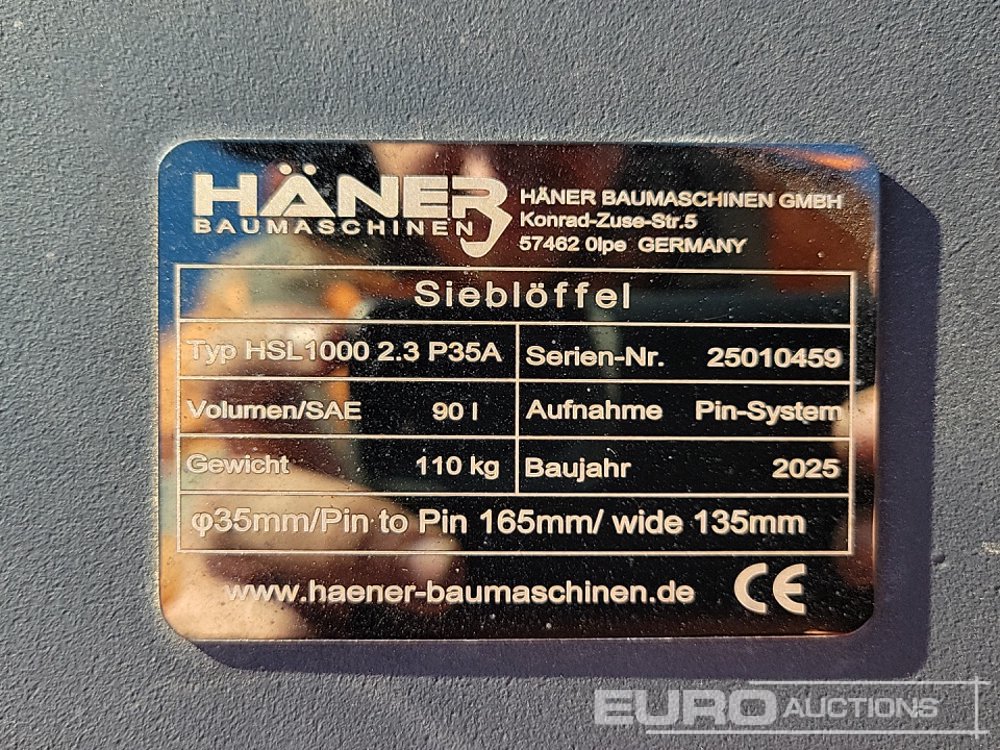 HÄNER
BAUMASCHINEN
HÄNER BAUMASCHINEN GMBH
Konrad-Zuse-Str.5
57462 Olpe GERMANY
Sieblöffel
Typ HSL1000 2.3 P35A
Serien-Nr. 25010459
Volumen/SAE 90 l
Aufnahme Pin-System
Gewicht 110 kg
Baujahr 2025
φ35mm/Pin to Pin 165mm/ wide 135mm
www.haener-baumaschinen.de CE
EURO AUCTIONS